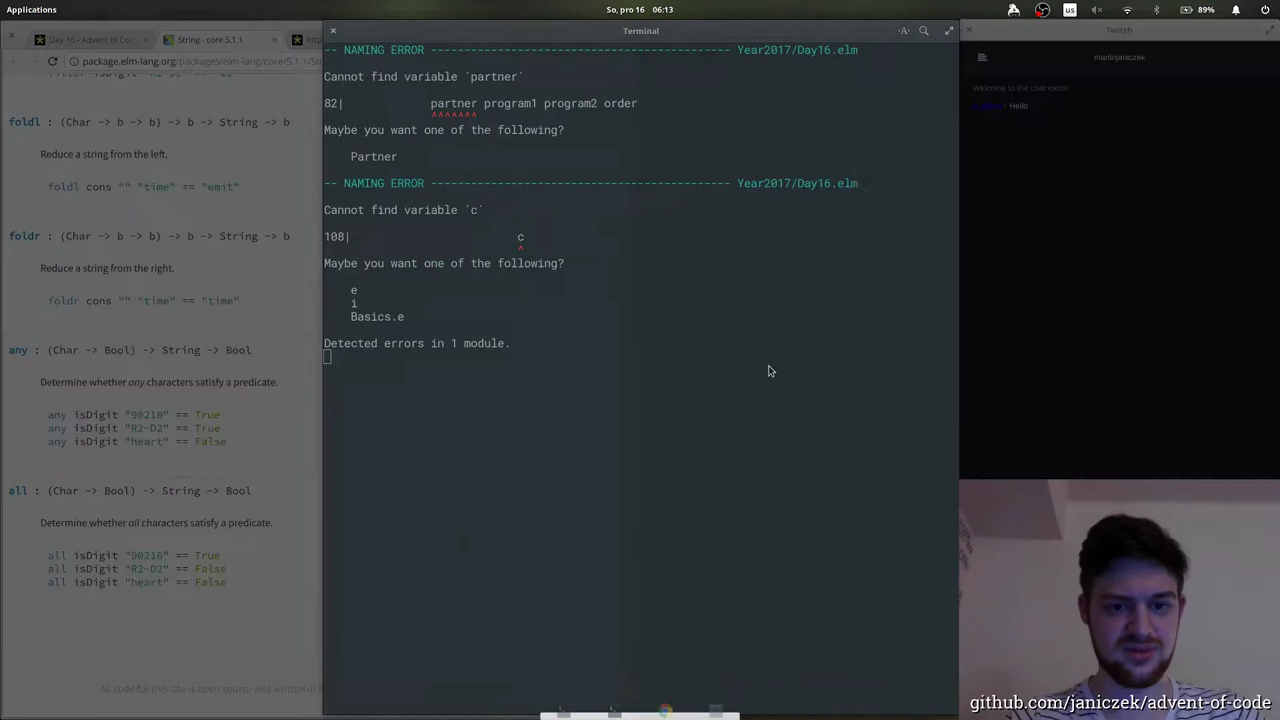 Applications
So, pro 16 06:13
us
89%
Day 16 - Advent of Co
String - core 5.1.1
package.elm-lang.org/packages/elm-lang/core/5.1.1/Str
foldl : (Char -> b -> b) -> b -> String -> b
Reduce a string from the left.
foldl cons "" "time" == "emit"
foldr : (Char -> b -> b) -> b -> String -> b
Reduce a string from the right.
foldr cons "" "time" == "time"
any : (Char -> Bool) -> String -> Bool
Determine whether any characters satisfy a predicate.
any isDigit "90210" == True
any isDigit "R2-D2" == True
any isDigit "heart" == False
all : (Char -> Bool) -> String -> Bool
Determine whether all characters satisfy a predicate.
all isDigit "90210" == True
all isDigit "R2-D2" == False
all isDigit "heart" == False
All code for this site is open source and written in E
Terminal
-A-
-- NAMING ERROR --------------------------------------------- Year2017/Day16.elm
Cannot find variable `partner`
82| partner program1 program2 order
^^^^^^^
Maybe you want one of the following?
Partner
-- NAMING ERROR --------------------------------------------- Year2017/Day16.elm
Cannot find variable `c`
108| c
^
Maybe you want one of the following?
e
i
Basics.e
Detected errors in 1 module.
Twitch
martinjaniczek
Welcome to the chat room!
: Hello
github.com/janiczek/advent-of-code